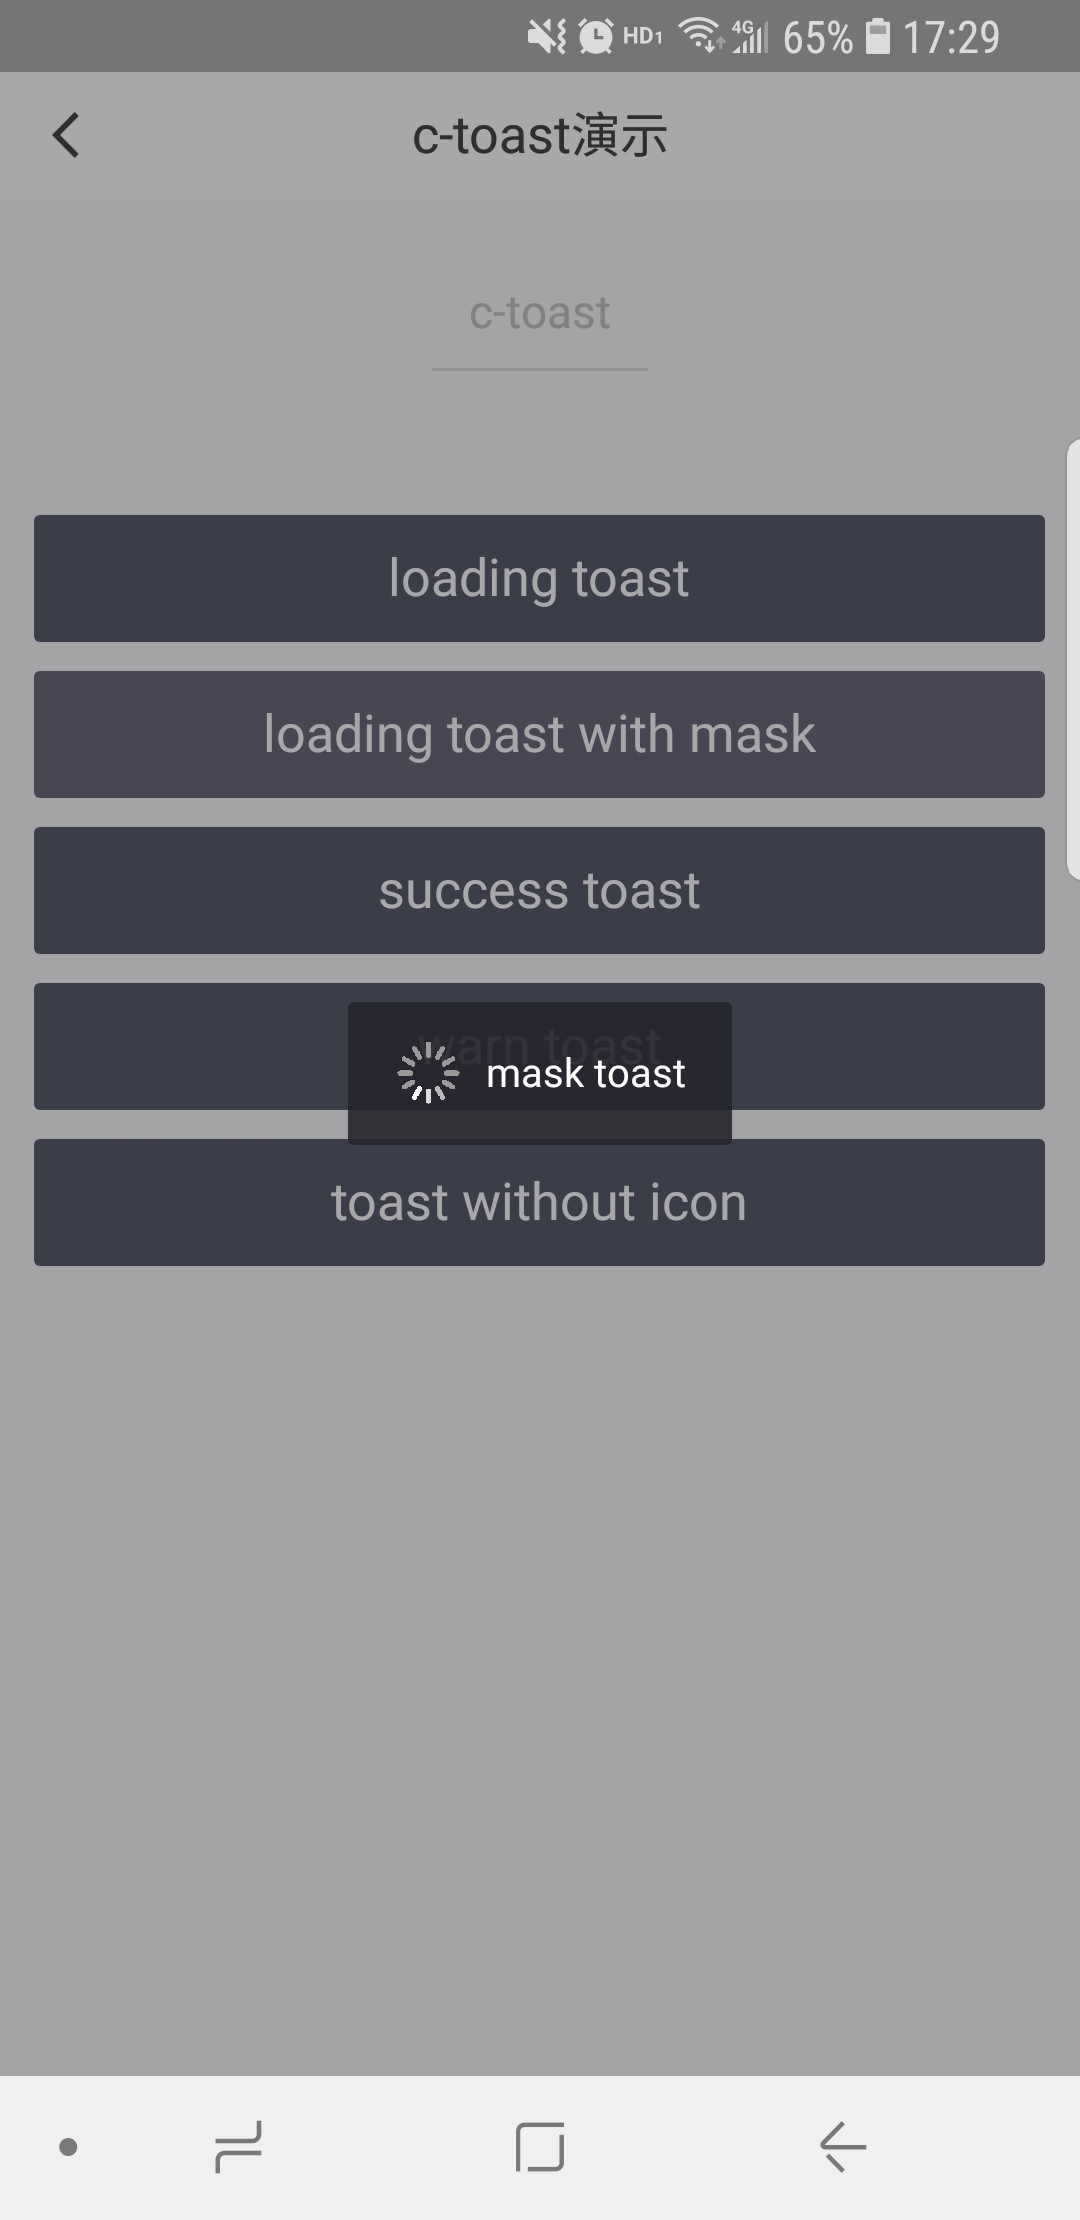 HD1 4G 65% 17:29
c-toast演示
c-toast
loading toast
loading toast with mask
success toast
warn toast
mask toast
toast without icon